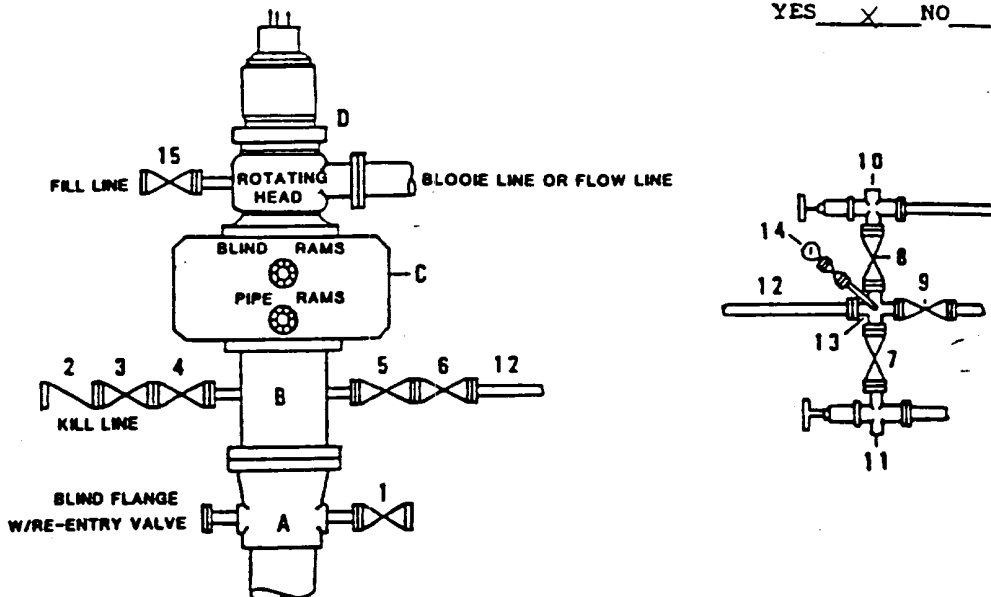 YES X NO
D
15
FILL LINE
ROTATING HEAD
BLOOIE LINE OR FLOW LINE
BLIND RAMS
C
PIPE RAMS
2 3 4
KILL LINE
B
5 6 12
BLIND FLANGE
W/RE-ENTRY VALVE
A
1
10
14
8
12
9
13
7
11